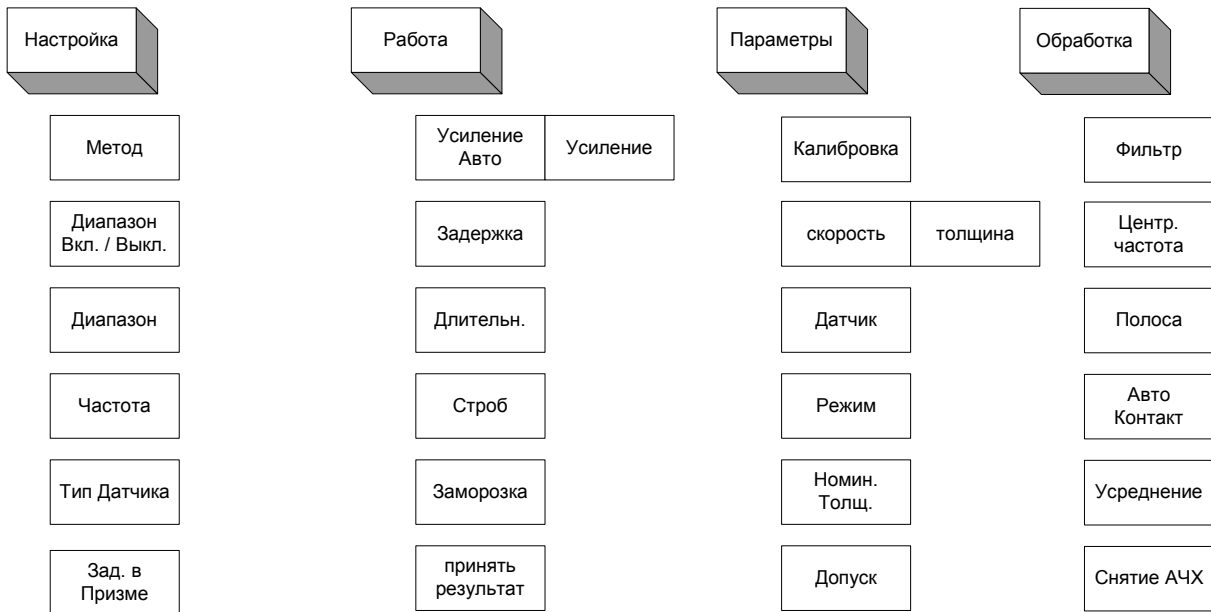 Настройка
Метод
Диапазон
Вкл. / Выкл.
Диапазон
Частота
Тип Датчика
Зад. в
Призме
Работа
Усиление
Авто
Усиление
Задержка
Длительн.
Строб
Заморозка
принять
результат
Параметры
Калибровка
скорость
толщина
Датчик
Режим
Номин.
Толщ.
Допуск
Обработка
Фильтр
Центр.
частота
Полоса
Авто
Контакт
Усреднение
Снятие АЧХ